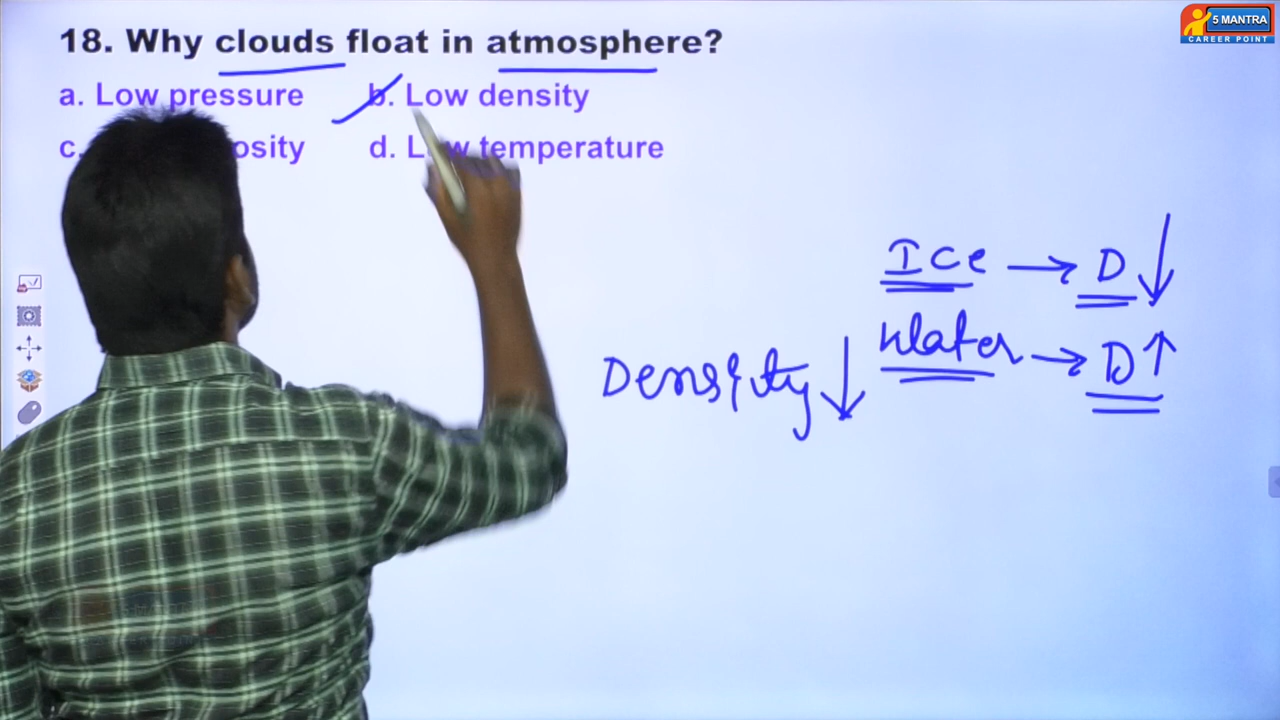 5 MANTRA
CAREER POINT
18. Why clouds float in atmosphere?
a. Low pressure b. Low density
c. osity d. Low temperature
Ice → D ↓
Water → D ↑
Density ↓